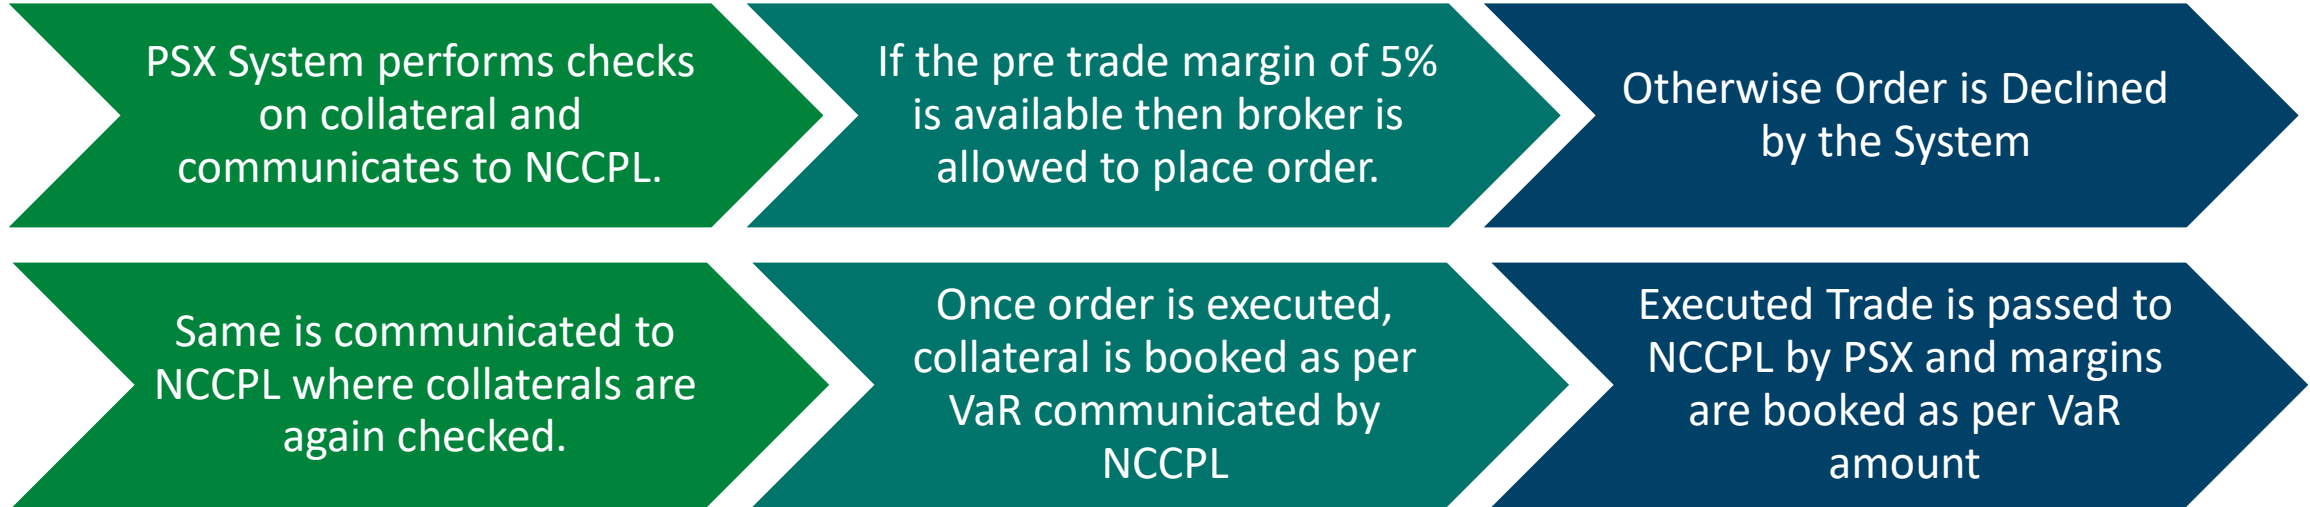 PSX System performs checks
on collateral and
communicates to NCCPL.
If the pre trade margin of 5%
is available then broker is
allowed to place order.
Otherwise Order is Declined
by the System
Same is communicated to
NCCPL where collaterals are
again checked.
Once order is executed,
collateral is booked as per
VaR communicated by
NCCPL
Executed Trade is passed to
NCCPL by PSX and margins
are booked as per VaR
amount